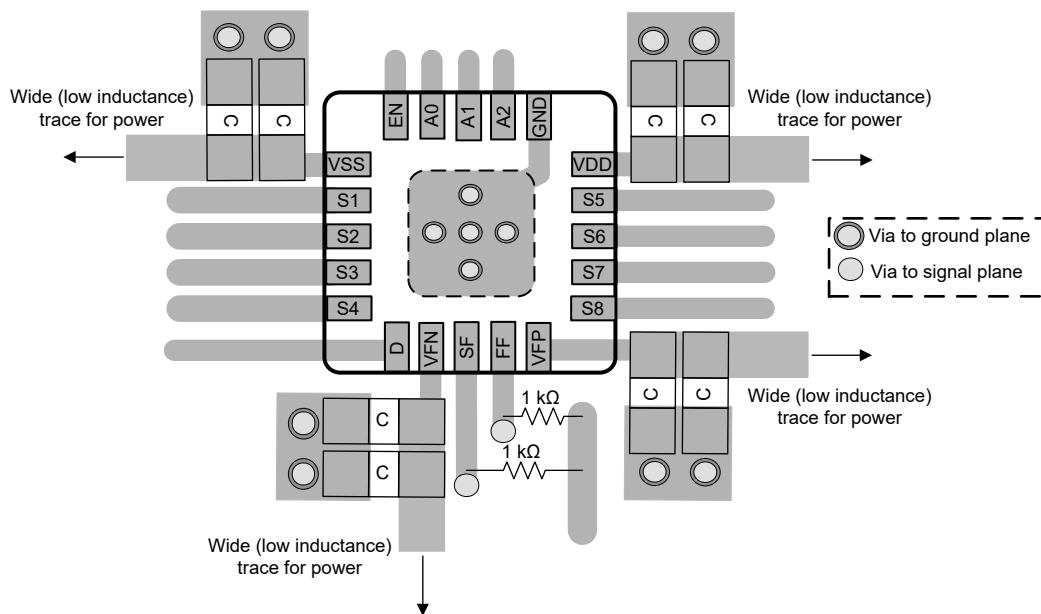 Wide (low inductance)
trace for power
C
C
EN
A0
A1
A2
GND
C
C
Wide (low inductance)
trace for power
VSS
S1
S2
S3
S4
VDD
S5
S6
S7
S8
Via to ground plane
Via to signal plane
D
VFN
SF
FF
VFP
C
C
1 kΩ
1 kΩ
C
C
Wide (low inductance)
trace for power
Wide (low inductance)
trace for power